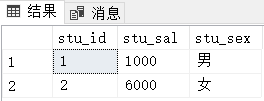 结果 消息
stu_id stu_sal stu_sex
1 1 1000 男
2 2 6000 女